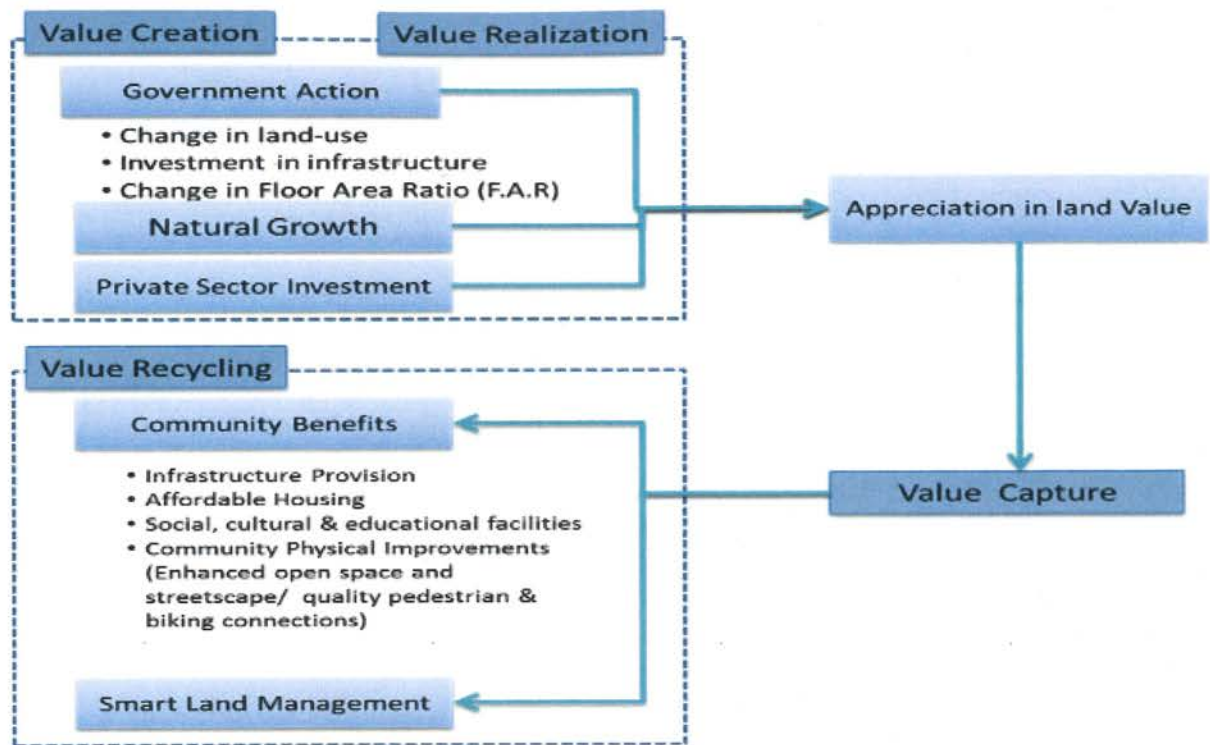 Value Creation
Value Realization
Government Action
• Change in land-use
• Investment in infrastructure
• Change in Floor Area Ratio (F.A.R)
Natural Growth
Private Sector Investment
Appreciation in land Value
Value Recycling
Community Benefits
• Infrastructure Provision
• Affordable Housing
• Social, cultural & educational facilities
• Community Physical Improvements
(Enhanced open space and
streetscape/ quality pedestrian &
biking connections)
Smart Land Management
Value Capture